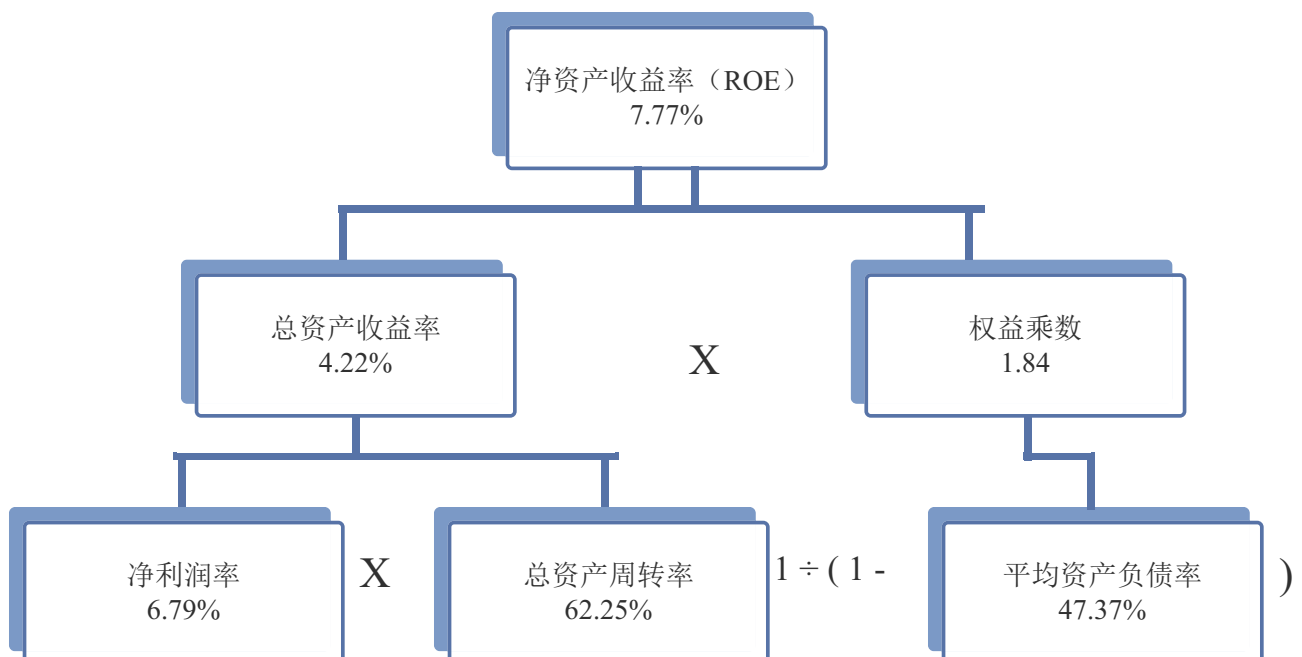 净资产收益率（ROE）
7.77%
总资产收益率
4.22%
X
权益乘数
1.84
净利润率
6.79%
X
总资产周转率
62.25%
1 ÷ ( 1 -
平均资产负债率
47.37%
)